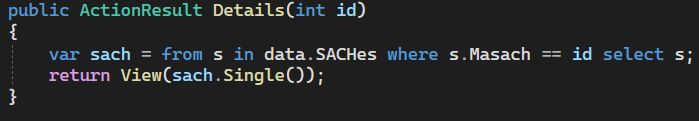 public ActionResult Details(int id)
{
    var sach = from s in data.SACHes where s.Masach == id select s;
    return View(sach.Single());
}